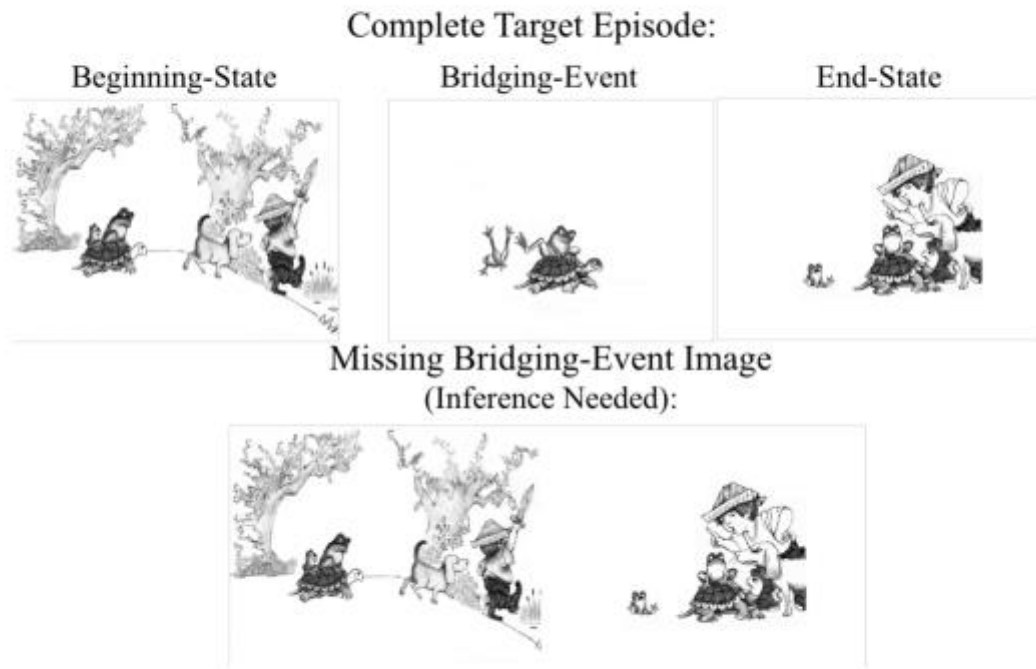 Complete Target Episode:
Beginning-State
Bridging-Event
End-State
Missing Bridging-Event Image
(Inference Needed):